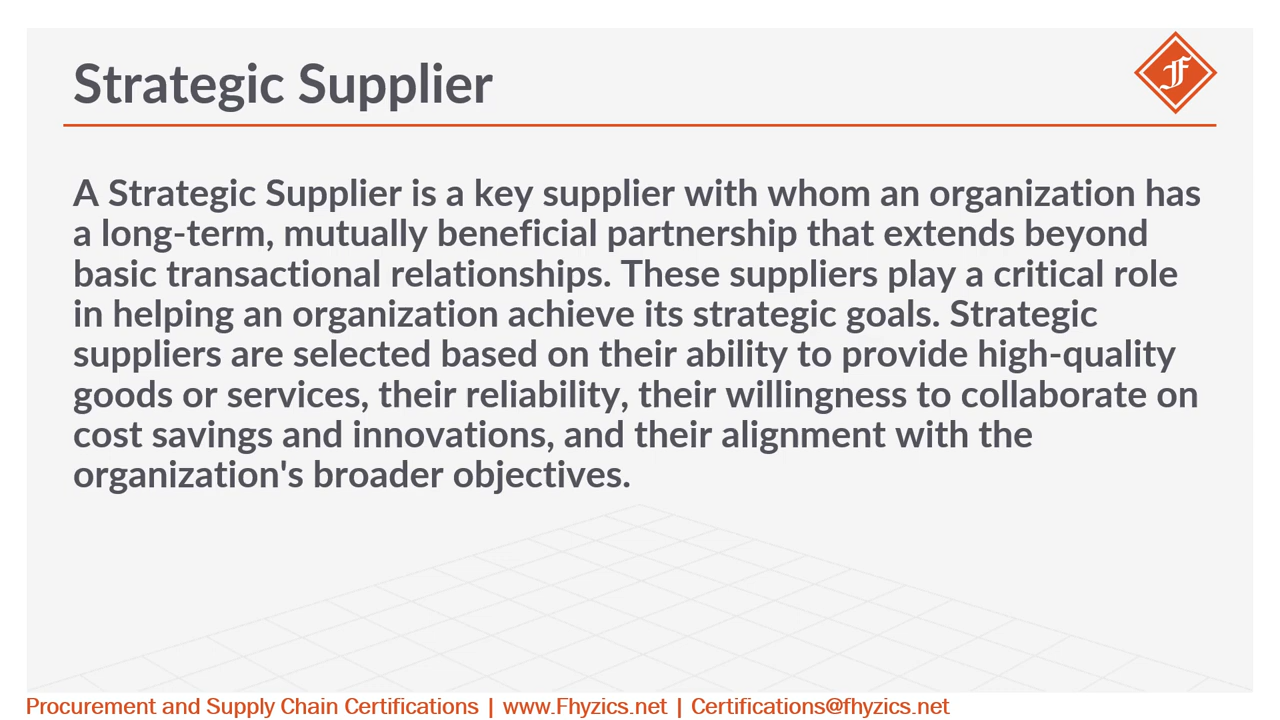 Strategic Supplier
A Strategic Supplier is a key supplier with whom an organization has
a long-term, mutually beneficial partnership that extends beyond
basic transactional relationships. These suppliers play a critical role
in helping an organization achieve its strategic goals. Strategic
suppliers are selected based on their ability to provide high-quality
goods or services, their reliability, their willingness to collaborate on
cost savings and innovations, and their alignment with the
organization's broader objectives.
Procurement and Supply Chain Certifications | www.Fhyzics.net | Certifications@fhyzics.net